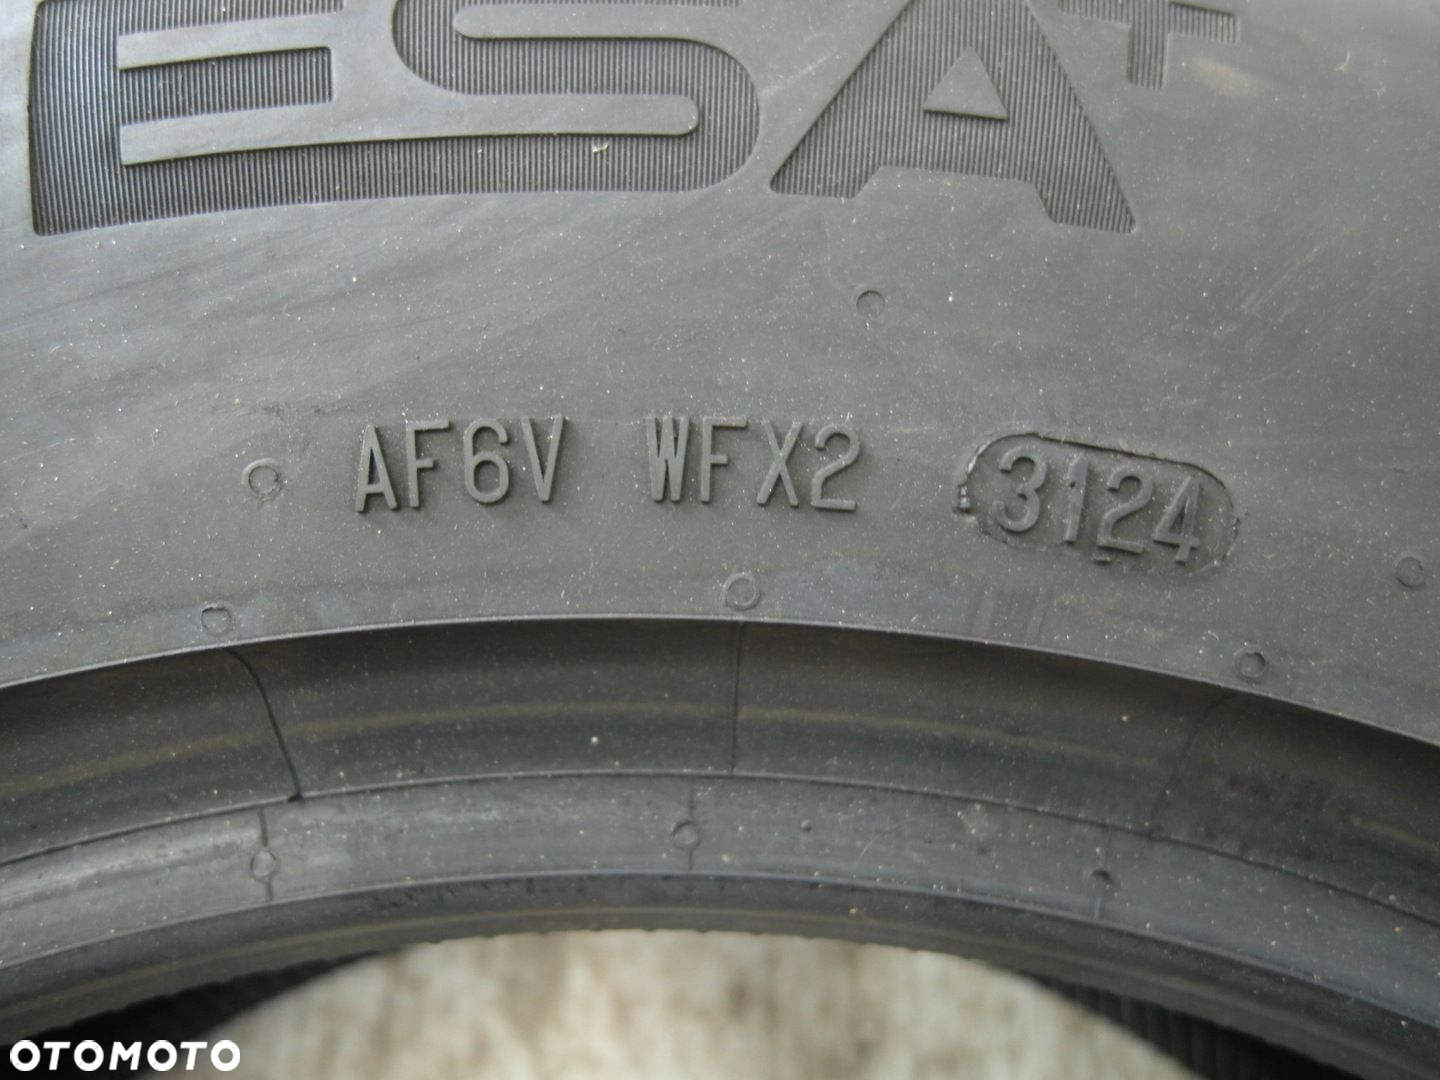 ESA+
AF6V WFX2 3124
OTOMOTO